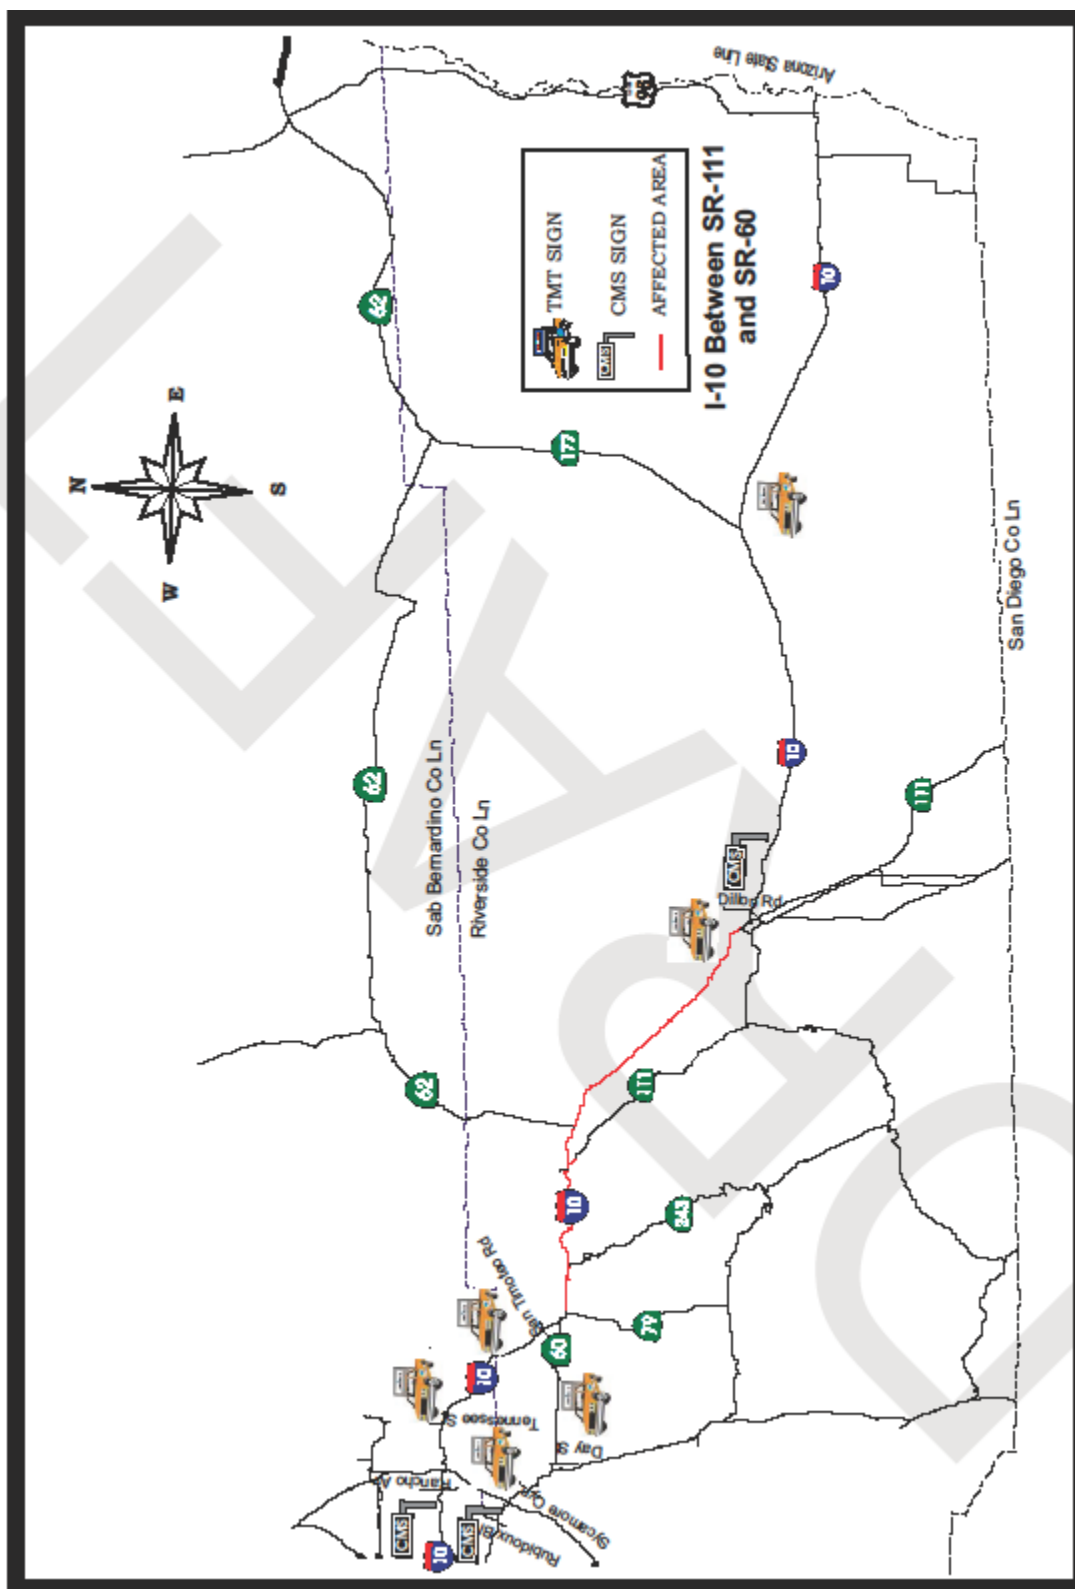 N
E
S
W
62
62
62
177
95
Arizona State Line
10
10
10
10
10
TMT SIGN
CMS
CMS SIGN
AFFECTED AREA
I-10 Between SR-111
and SR-60
Sab Bernardino Co Ln
Riverside Co Ln
San Diego Co Ln
111
111
CMS
Dillon Rd
243
79
60
San Timoteo Rd
Tennessee S
Day S
Rancho A
Sycamore Cyn
Rubidoux Bl
CMS
CMS
DRAFT